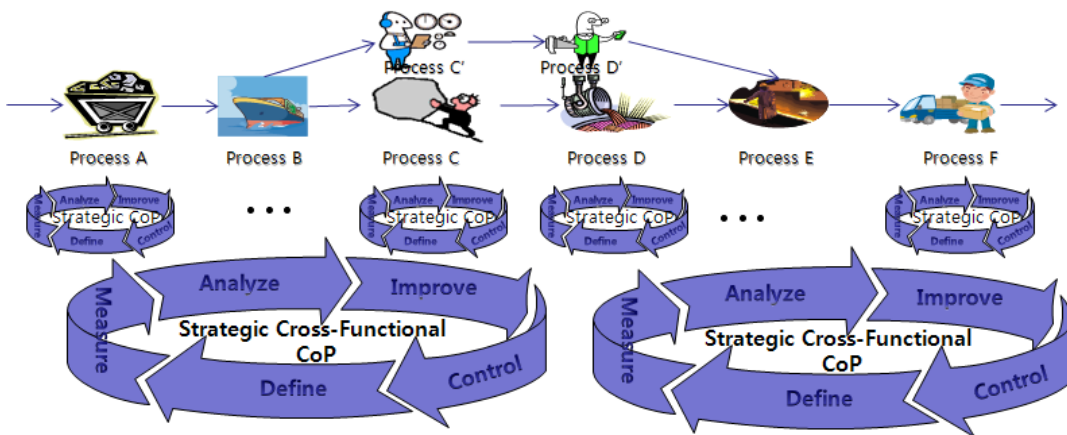 Process C'
Process D'
Process A
Process B
Process C
Process D
Process E
Process F
Measure
Analyze
Improve
Strategic CoP
Define
Control
• • •
Measure
Analyze
Improve
Strategic CoP
Define
Control
Measure
Analyze
Improve
Strategic CoP
Define
Control
• • •
Measure
Analyze
Improve
Strategic CoP
Define
Control
Measure
Analyze
Improve
Strategic Cross-Functional
CoP
Define
Control
Measure
Analyze
Improve
Strategic Cross-Functional
CoP
Define
Control